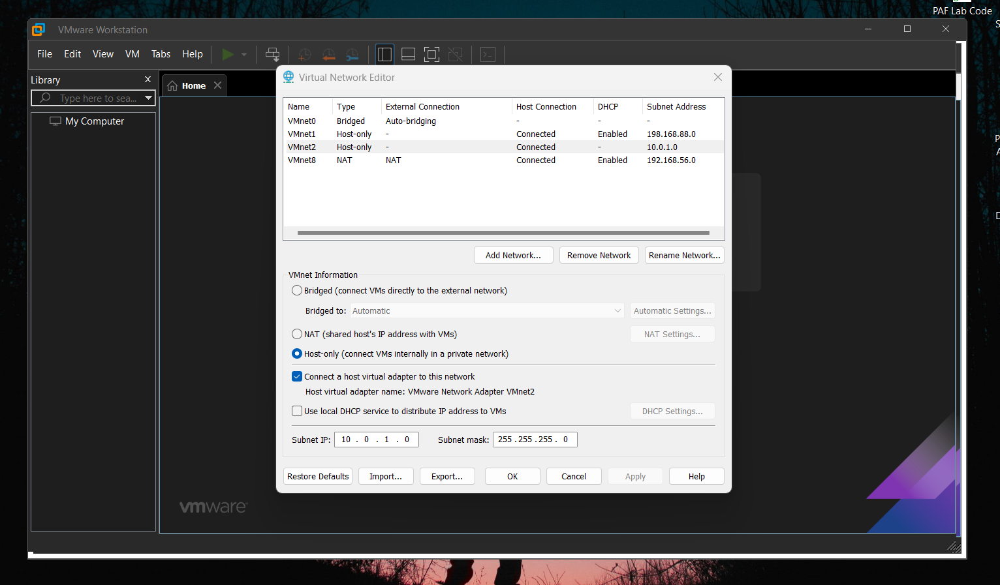 PAF Lab Code
VMware Workstation
File Edit View VM Tabs Help
Library
Type here to sea...
My Computer
Home
Virtual Network Editor
Name Type External Connection Host Connection DHCP Subnet Address
VMnet0 Bridged Auto-bridging - - -
VMnet1 Host-only - Connected Enabled 198.168.88.0
VMnet2 Host-only - Connected - 10.0.1.0
VMnet8 NAT NAT Connected Enabled 192.168.56.0
Add Network... Remove Network Rename Network...
VMnet Information
Bridged (connect VMs directly to the external network)
Bridged to: Automatic Automatic Settings...
NAT (shared host's IP address with VMs) NAT Settings...
Host-only (connect VMs internally in a private network)
Connect a host virtual adapter to this network
Host virtual adapter name: VMware Network Adapter VMnet2
Use local DHCP service to distribute IP address to VMs DHCP Settings...
Subnet IP: 10 . 0 . 1 . 0 Subnet mask: 255 . 255 . 255 . 0
Restore Defaults Import... Export... OK Cancel Apply Help
vmware